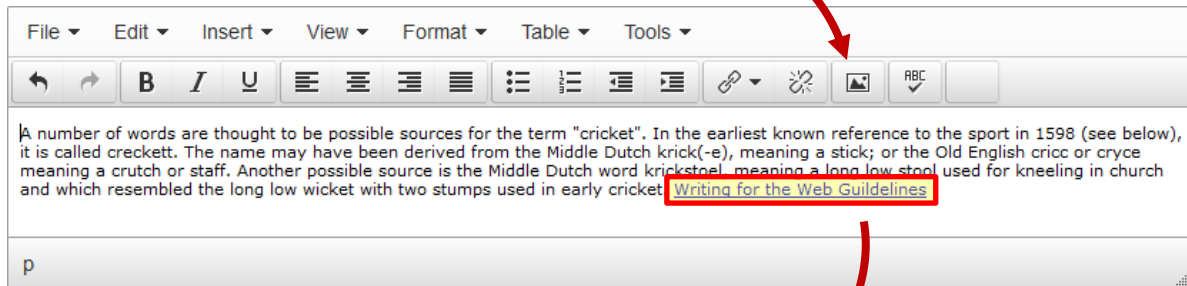 File Edit Insert View Format Table Tools
B I U ABC
A number of words are thought to be possible sources for the term "cricket". In the earliest known reference to the sport in 1598 (see below),
it is called creckett. The name may have been derived from the Middle Dutch krick(-e), meaning a stick; or the Old English cricc or cryce
meaning a crutch or staff. Another possible source is the Middle Dutch word krickstoel, meaning a long low stool used for kneeling in church
and which resembled the long low wicket with two stumps used in early cricket. Writing for the Web Guildelines
p